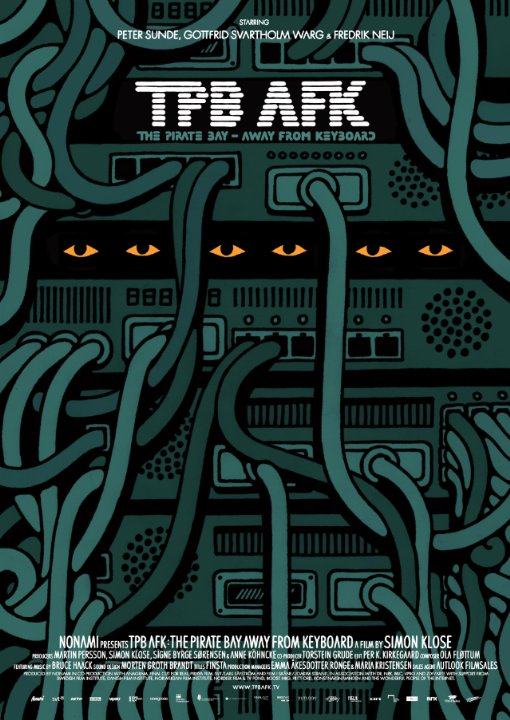 STARRING
PETER SUNDE, GOTTFRID SVARTHOLM WARG & FREDRIK NEIJ
TPB AFK
THE PIRATE BAY – AWAY FROM KEYBOARD
NONAMI PRESENTS TPB AFK: THE PIRATE BAY AWAY FROM KEYBOARD A FILM BY SIMON KLOSE
PRODUCERS MARTIN PERSSON, SIMON KLOSE, SIGNE BYRGE SØRENSEN & ANNE KÖHNCKE CO PRODUCER TORSTEIN GRUDE EDIT PER K. KIRKEGAARD COMPOSER OLA FLØTTUM
FEATURING MUSIC BY BRUCE HAACK SOUND DESIGN MORTEN GROTH BRANDT TITLES FINSTA PRODUCTION MANAGERS EMMA ÅKESDOTTER RONGE & MARIA KRISTENSEN SALES AGENT AUTLOOK FILMSALES
WWW.TPBAFK.TV